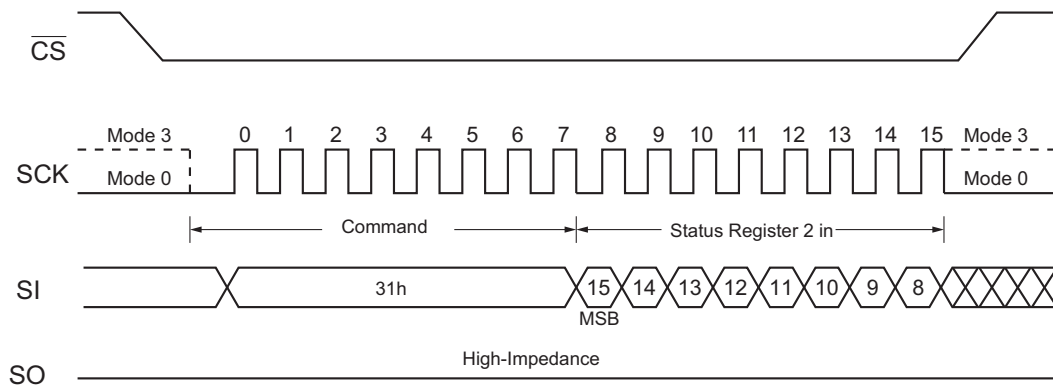 CS
Mode 3 0 1 2 3 4 5 6 7 8 9 10 11 12 13 14 15 Mode 3
SCK
Mode 0 Mode 0
Command Status Register 2 in
SI 31h 15 14 13 12 11 10 9 8
MSB
High-Impedance
SO